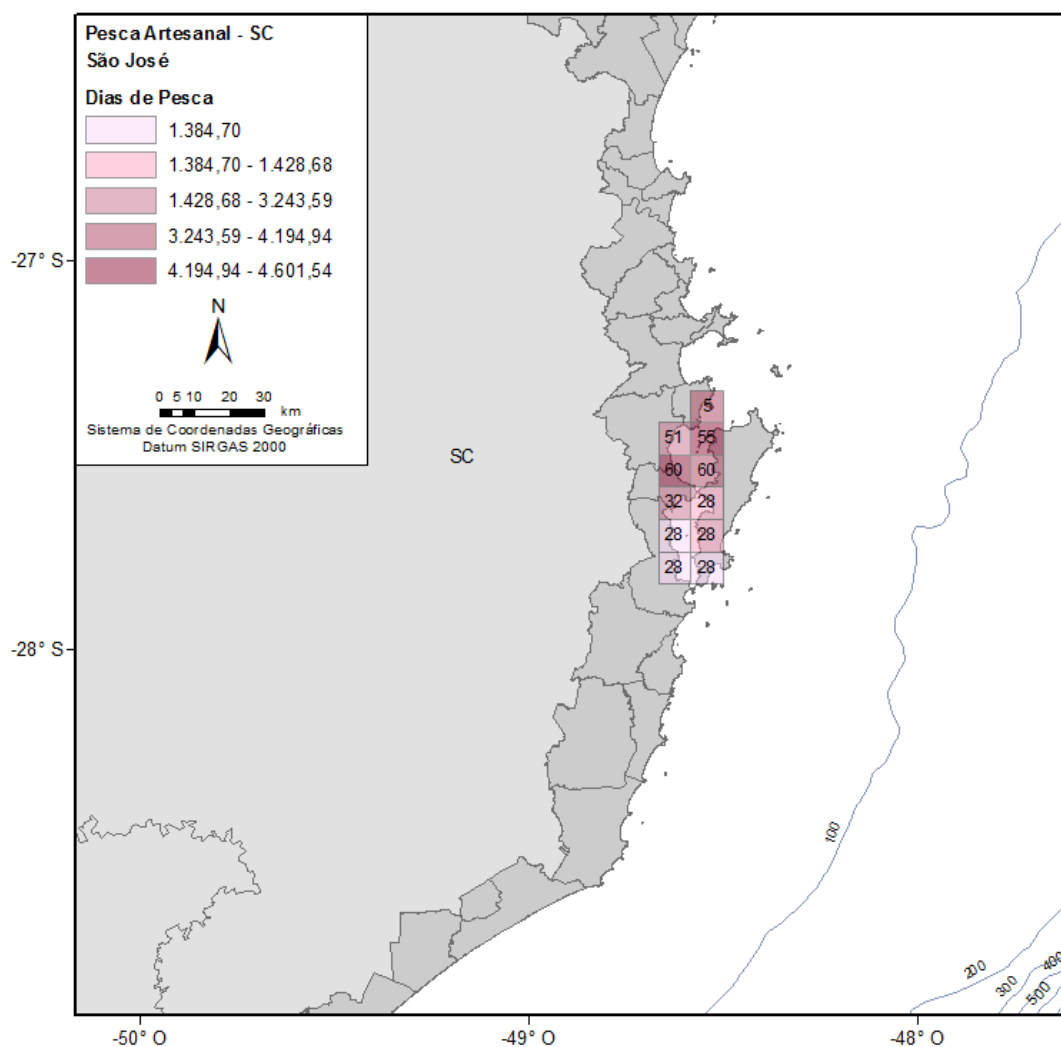 Pesca Artesanal - SC
São José
Dias de Pesca
1.384,70
1.384,70 - 1.428,68
1.428,68 - 3.243,59
3.243,59 - 4.194,94
4.194,94 - 4.601,54
N
0 5 10 20 30
km
Sistema de Coordenadas Geográficas
Datum SIRGAS 2000
-27°
-28° S
SC
5
51 55
60 60
32 28
28 28
28 28
100
200
300
400
500
-50° O -49° O -48° O